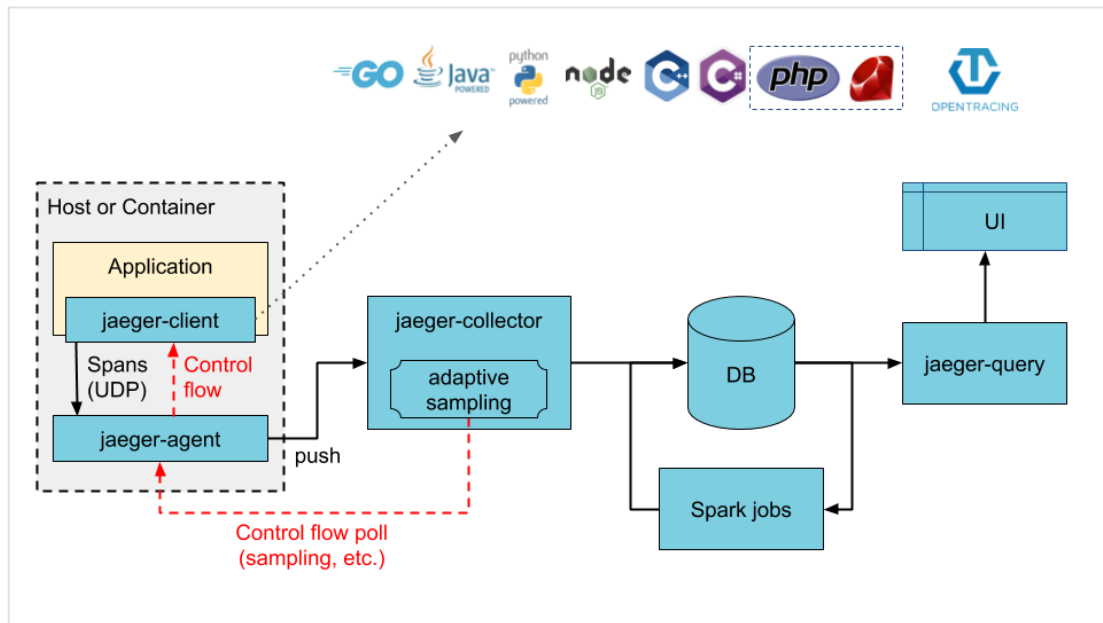 GO
Java
POWERED
python
powered
node
JS
C++
C#
php
OPENTRACING
Host or Container
Application
jaeger-client
Spans
(UDP)
Control
flow
jaeger-agent
push
jaeger-collector
adaptive
sampling
Control flow poll
(sampling, etc.)
DB
Spark jobs
UI
jaeger-query